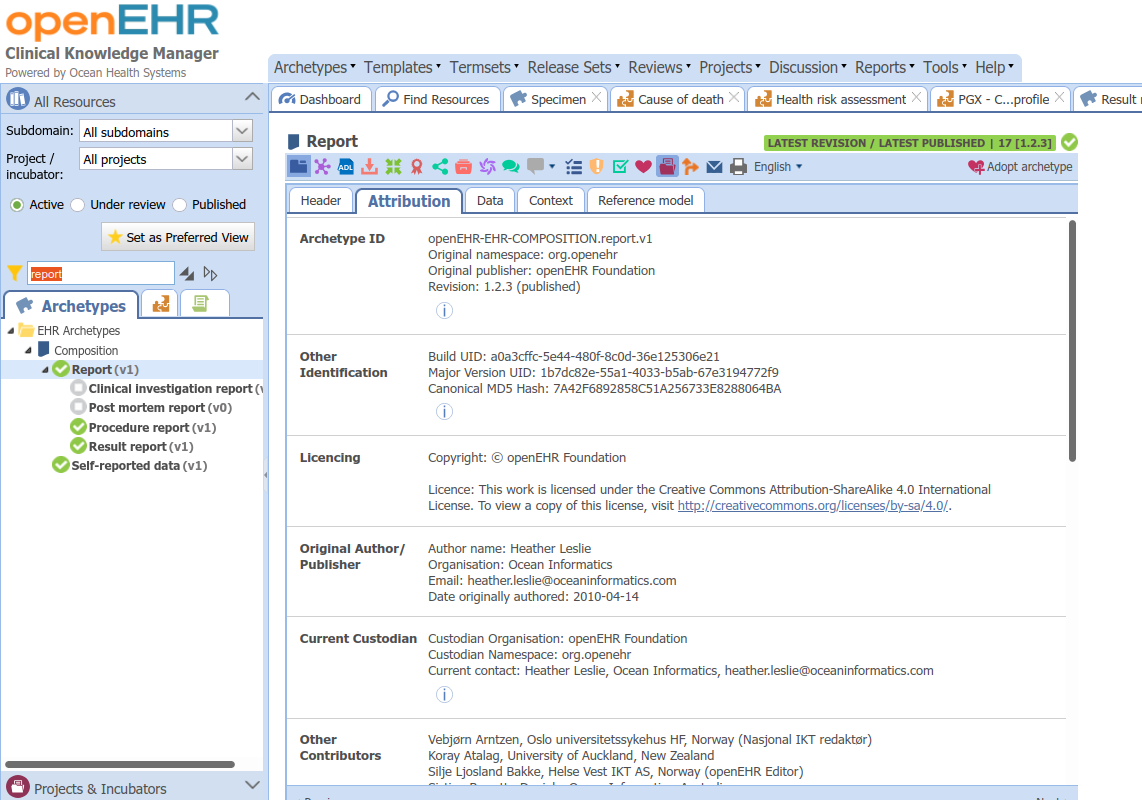 openEHR
Clinical Knowledge Manager
Powered by Ocean Health Systems
Archetypes Templates Termsets Release Sets Reviews Projects Discussion Reports Tools Help
All Resources
Dashboard Find Resources Specimen Cause of death Health risk assessment PGX - C...profile Result
Subdomain: All subdomains
Project / incubator: All projects
Active Under review Published
Set as Preferred View
report
Archetypes
EHR Archetypes
Composition
Report (v1)
Clinical investigation report
Post mortem report (v0)
Procedure report (v1)
Result report (v1)
Self-reported data (v1)
Projects & Incubators
Report
LATEST REVISION / LATEST PUBLISHED | 17 [1.2.3]
ADL
English
Adopt archetype
Header Attribution Data Context Reference model
Archetype ID
openEHR-EHR-COMPOSITION.report.v1
Original namespace: org.openehr
Original publisher: openEHR Foundation
Revision: 1.2.3 (published)
i
Other
Identification
Build UID: a0a3cffc-5e44-480f-8c0d-36e125306e21
Major Version UID: 1b7dc82e-55a1-4033-b5ab-67e3194772f9
Canonical MD5 Hash: 7A42F6892858C51A256733E8288064BA
i
Licencing
Copyright: © openEHR Foundation
Licence: This work is licensed under the Creative Commons Attribution-ShareAlike 4.0 International
License. To view a copy of this license, visit http://creativecommons.org/licenses/by-sa/4.0/.
Original Author/
Publisher
Author name: Heather Leslie
Organisation: Ocean Informatics
Email: heather.leslie@oceaninformatics.com
Date originally authored: 2010-04-14
Current Custodian
Custodian Organisation: openEHR Foundation
Custodian Namespace: org.openehr
Current contact: Heather Leslie, Ocean Informatics, heather.leslie@oceaninformatics.com
i
Other
Contributors
Vebjørn Arntzen, Oslo universitetssykehus HF, Norway (Nasjonal IKT redaktør)
Koray Atalag, University of Auckland, New Zealand
Silje Ljosland Bakke, Helse Vest IKT AS, Norway (openEHR Editor)